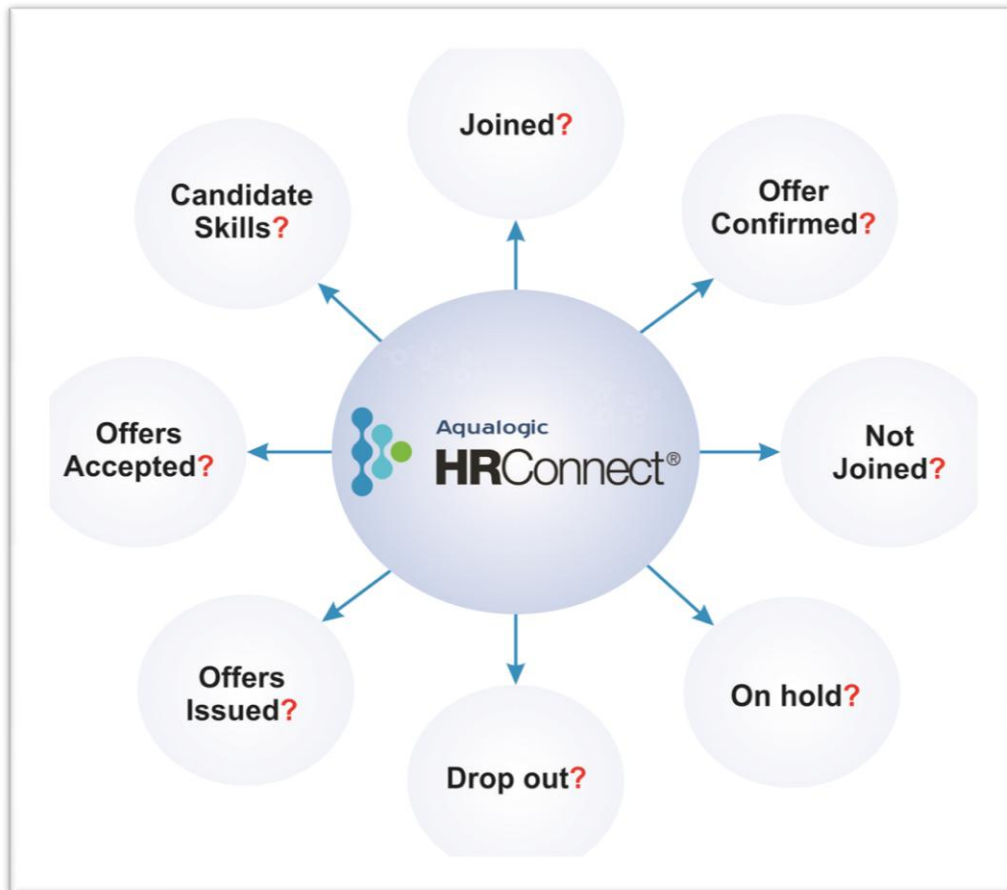 Joined?
Offer
Confirmed?
Not
Joined?
On hold?
Drop out?
Offers
Issued?
Offers
Accepted?
Candidate
Skills?
Aqualogic
HRConnect®